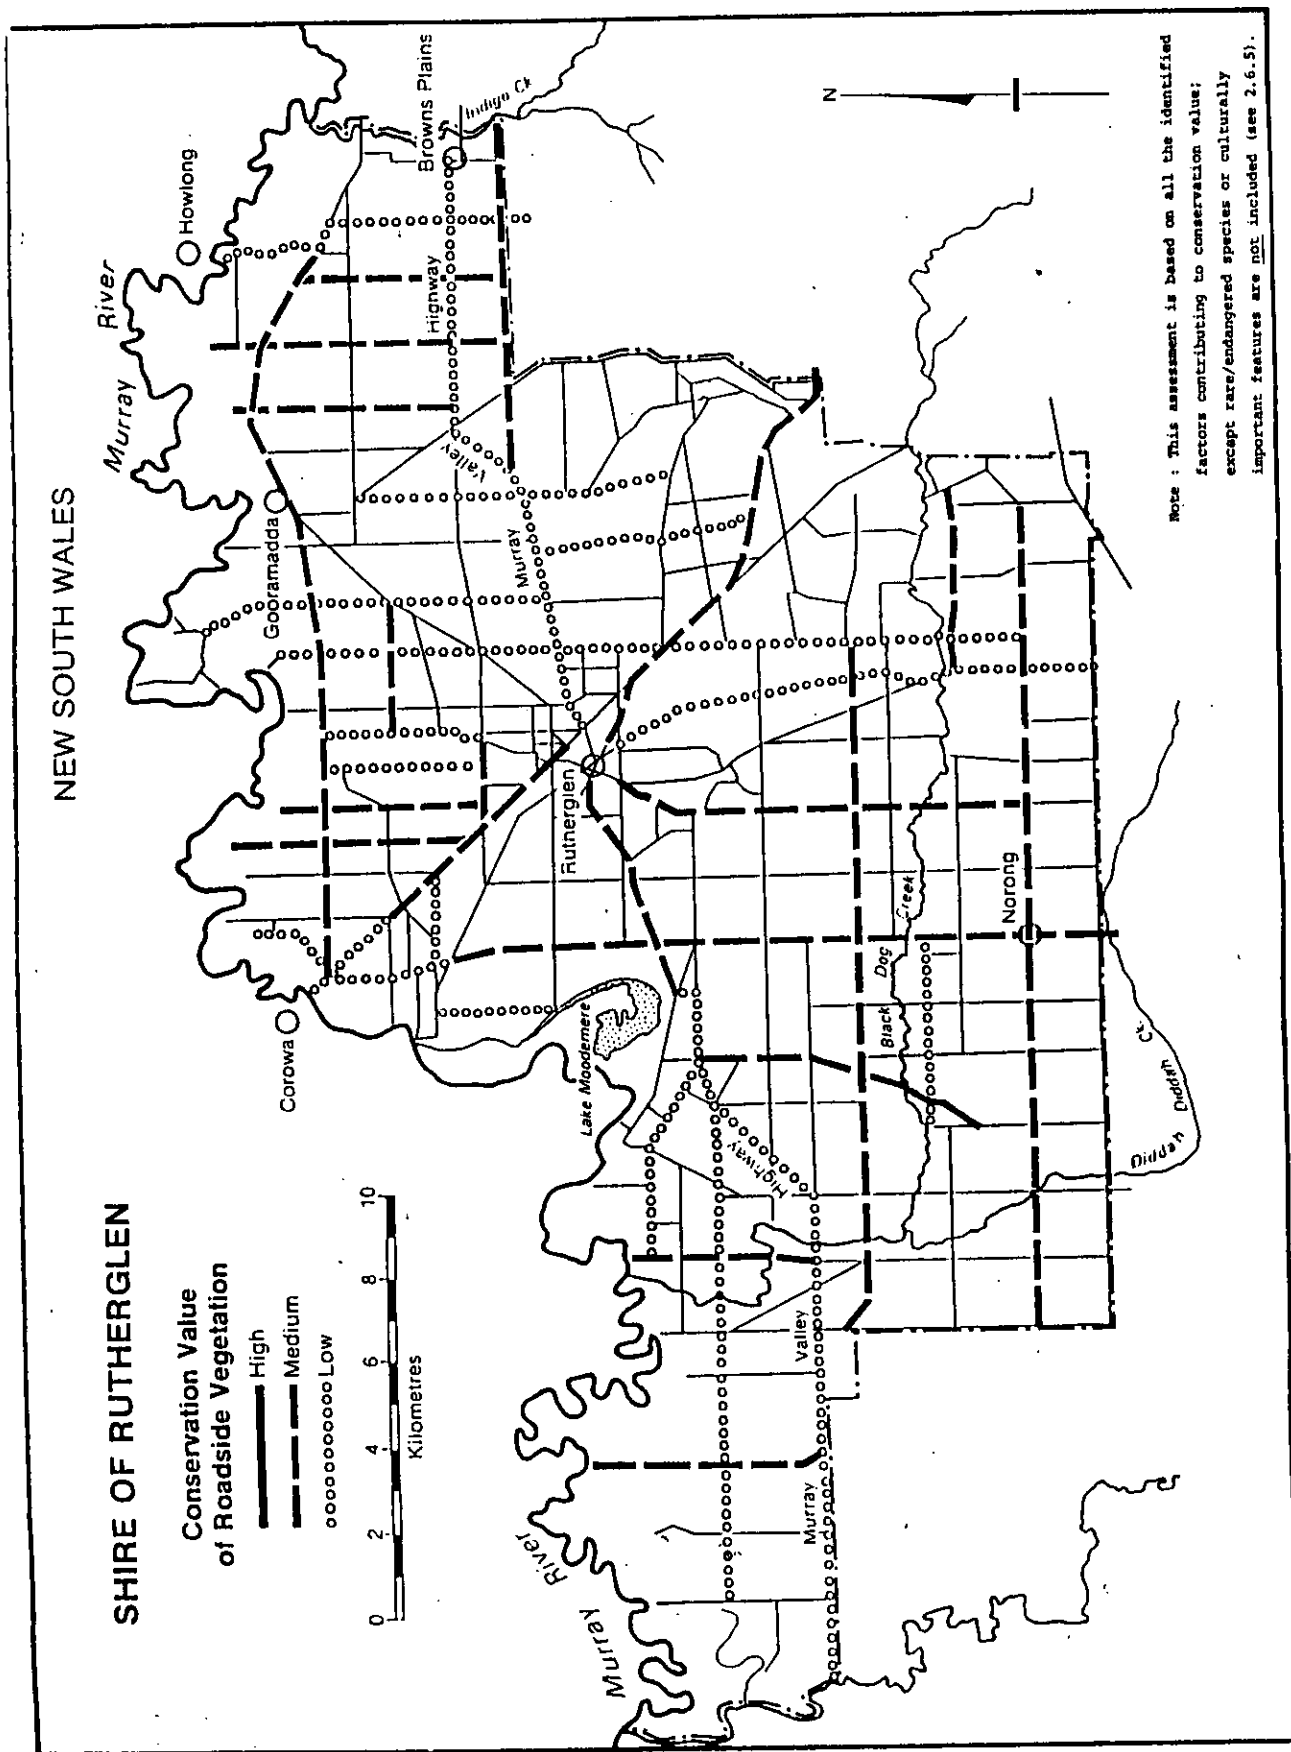 SHIRE OF RUTHERGLEN
Conservation Value
of Roadside Vegetation
High
Medium
Low
0 2 4 6 8 10
Kilometres
NEW SOUTH WALES
Murray River
Murray River
Howlong
Browns Plains
Indigo Ck
Gooramadda
Corowa
Rutherglen
Lake Moodemere
Norong
Black Dog Creek
Diddah Diddah Ck
Murray Valley Highway
Murray Valley Highway
N
Note : This assessment is based on all the identified
factors contributing to conservation value;
except rare/endangered species or culturally
important features are not included (see 2.6.5).